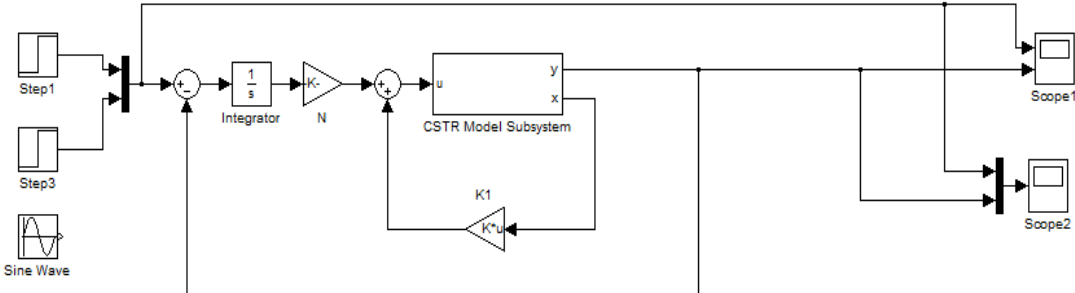 Step1
Step3
Sine Wave
+
−
1
s
Integrator
K-
N
+
+
u
y
x
CSTR Model Subsystem
K1
K*u
Scope1
Scope2